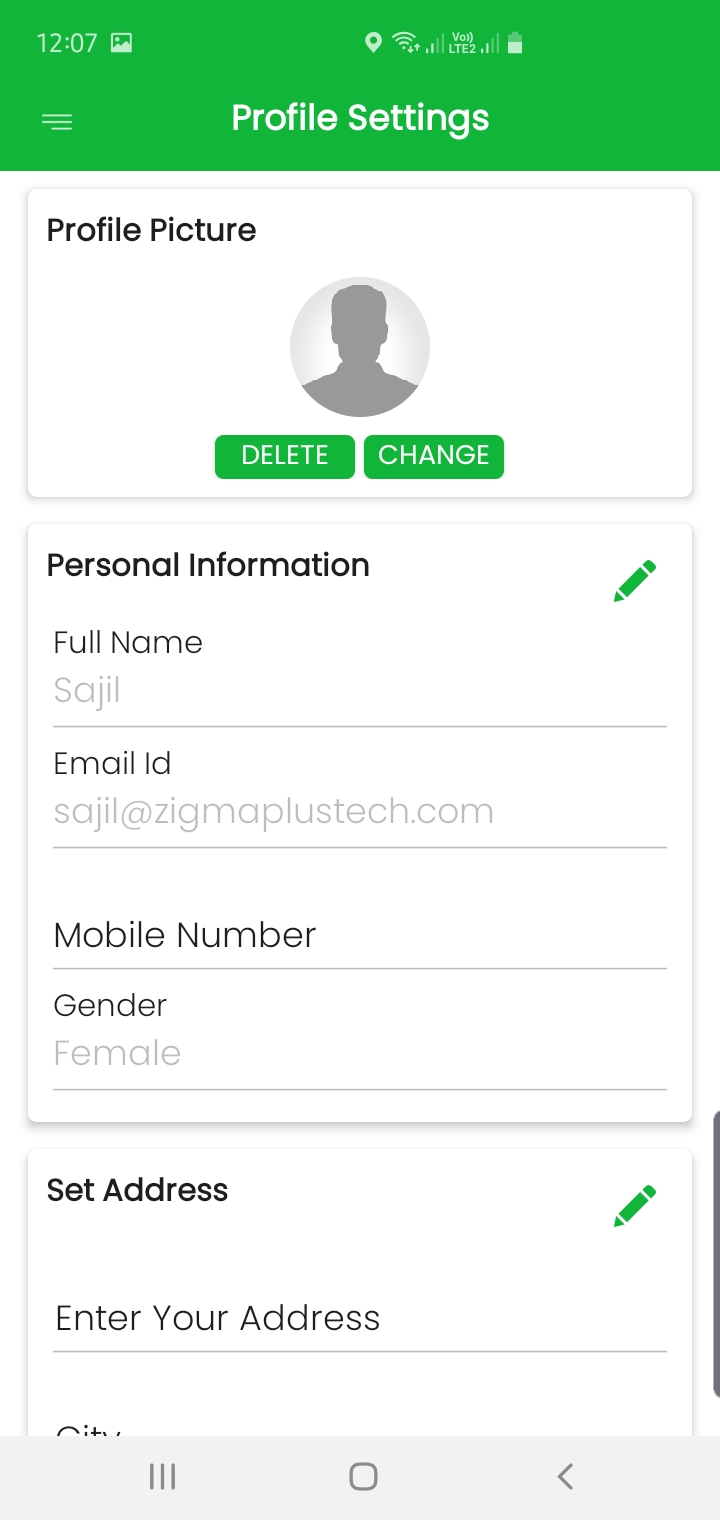 12:07
Vo))
LTE2
Profile Settings
Profile Picture
DELETE CHANGE
Personal Information
Full Name
Sajil
Email Id
sajil@zigmaplustech.com
Mobile Number
Gender
Female
Set Address
Enter Your Address
City